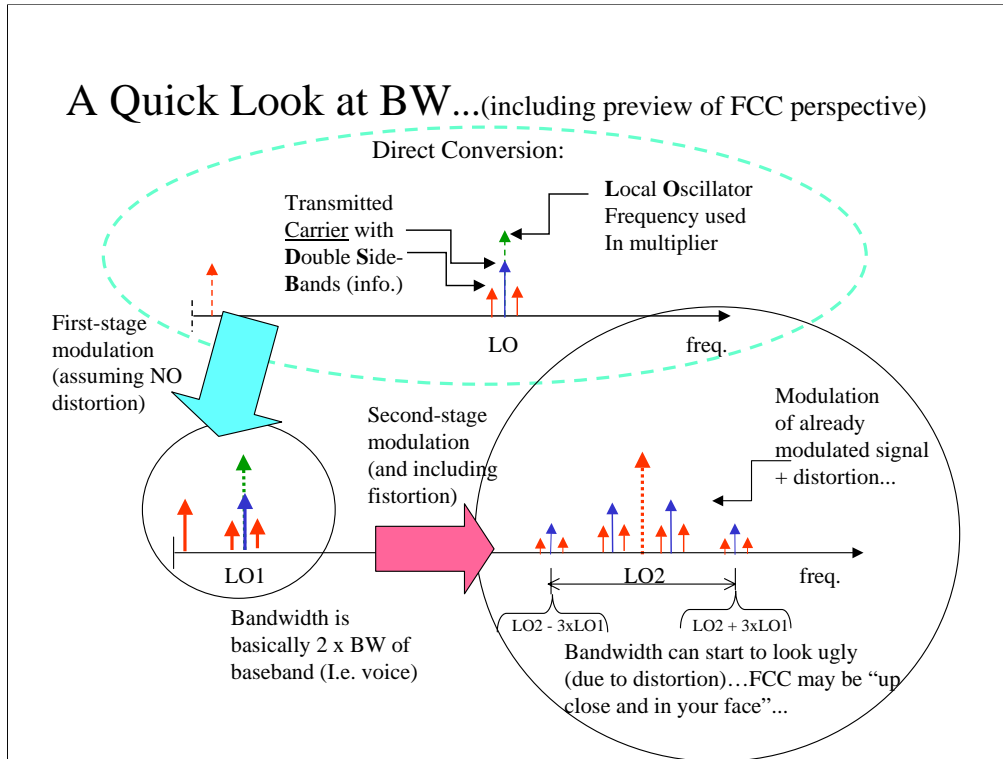 A Quick Look at BW...(including preview of FCC perspective)
Direct Conversion:
Transmitted
Carrier with
Double Side-
Bands (info.)
Local Oscillator
Frequency used
In multiplier
LO
freq.
First-stage
modulation
(assuming NO
distortion)
Second-stage
modulation
(and including
fistortion)
Modulation
of already
modulated signal
+ distortion...
LO1
LO2
freq.
LO2 - 3xLO1
LO2 + 3xLO1
Bandwidth is
basically 2 x BW of
baseband (I.e. voice)
Bandwidth can start to look ugly
(due to distortion)…FCC may be “up
close and in your face”...